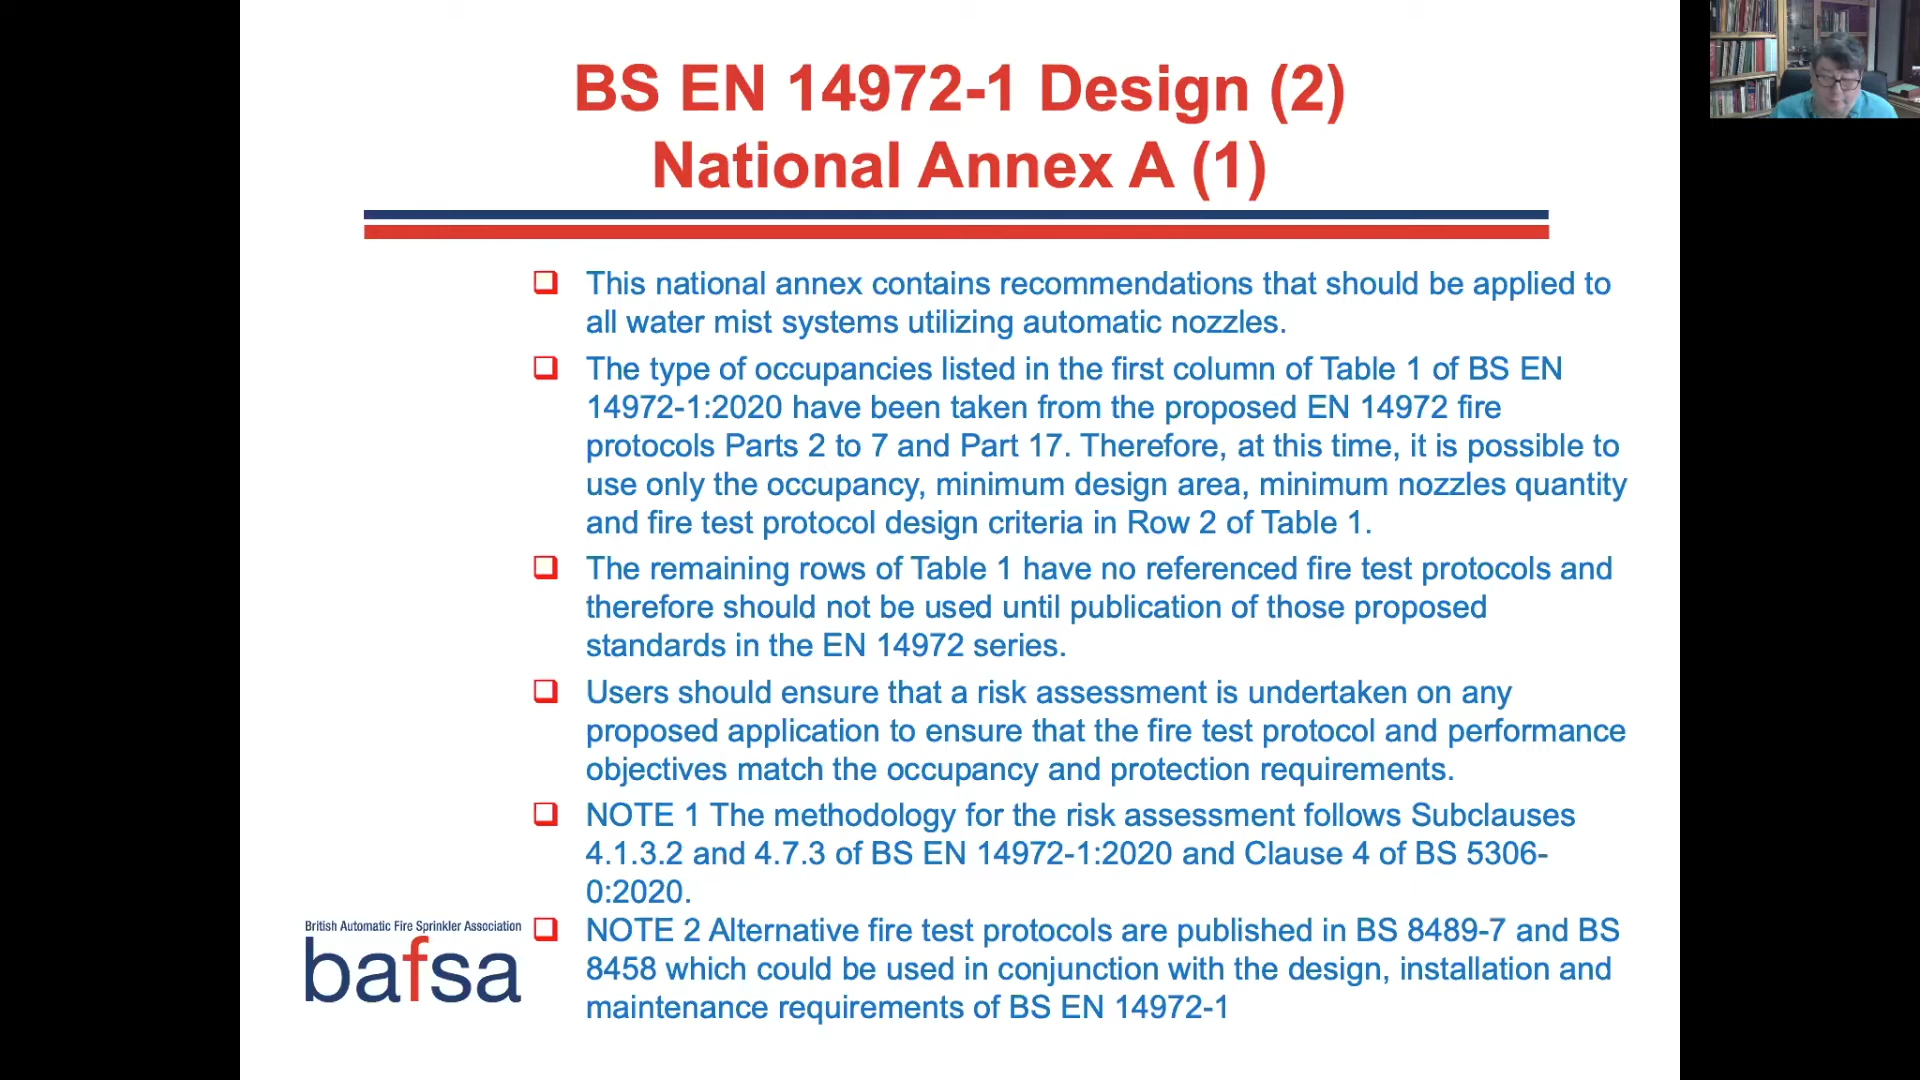 BS EN 14972-1 Design (2)
National Annex A (1)
This national annex contains recommendations that should be applied to
all water mist systems utilizing automatic nozzles.
The type of occupancies listed in the first column of Table 1 of BS EN
14972-1:2020 have been taken from the proposed EN 14972 fire
protocols Parts 2 to 7 and Part 17. Therefore, at this time, it is possible to
use only the occupancy, minimum design area, minimum nozzles quantity
and fire test protocol design criteria in Row 2 of Table 1.
The remaining rows of Table 1 have no referenced fire test protocols and
therefore should not be used until publication of those proposed
standards in the EN 14972 series.
Users should ensure that a risk assessment is undertaken on any
proposed application to ensure that the fire test protocol and performance
objectives match the occupancy and protection requirements.
NOTE 1 The methodology for the risk assessment follows Subclauses
4.1.3.2 and 4.7.3 of BS EN 14972-1:2020 and Clause 4 of BS 5306-
0:2020.
NOTE 2 Alternative fire test protocols are published in BS 8489-7 and BS
8458 which could be used in conjunction with the design, installation and
maintenance requirements of BS EN 14972-1
British Automatic Fire Sprinkler Association
bafsa